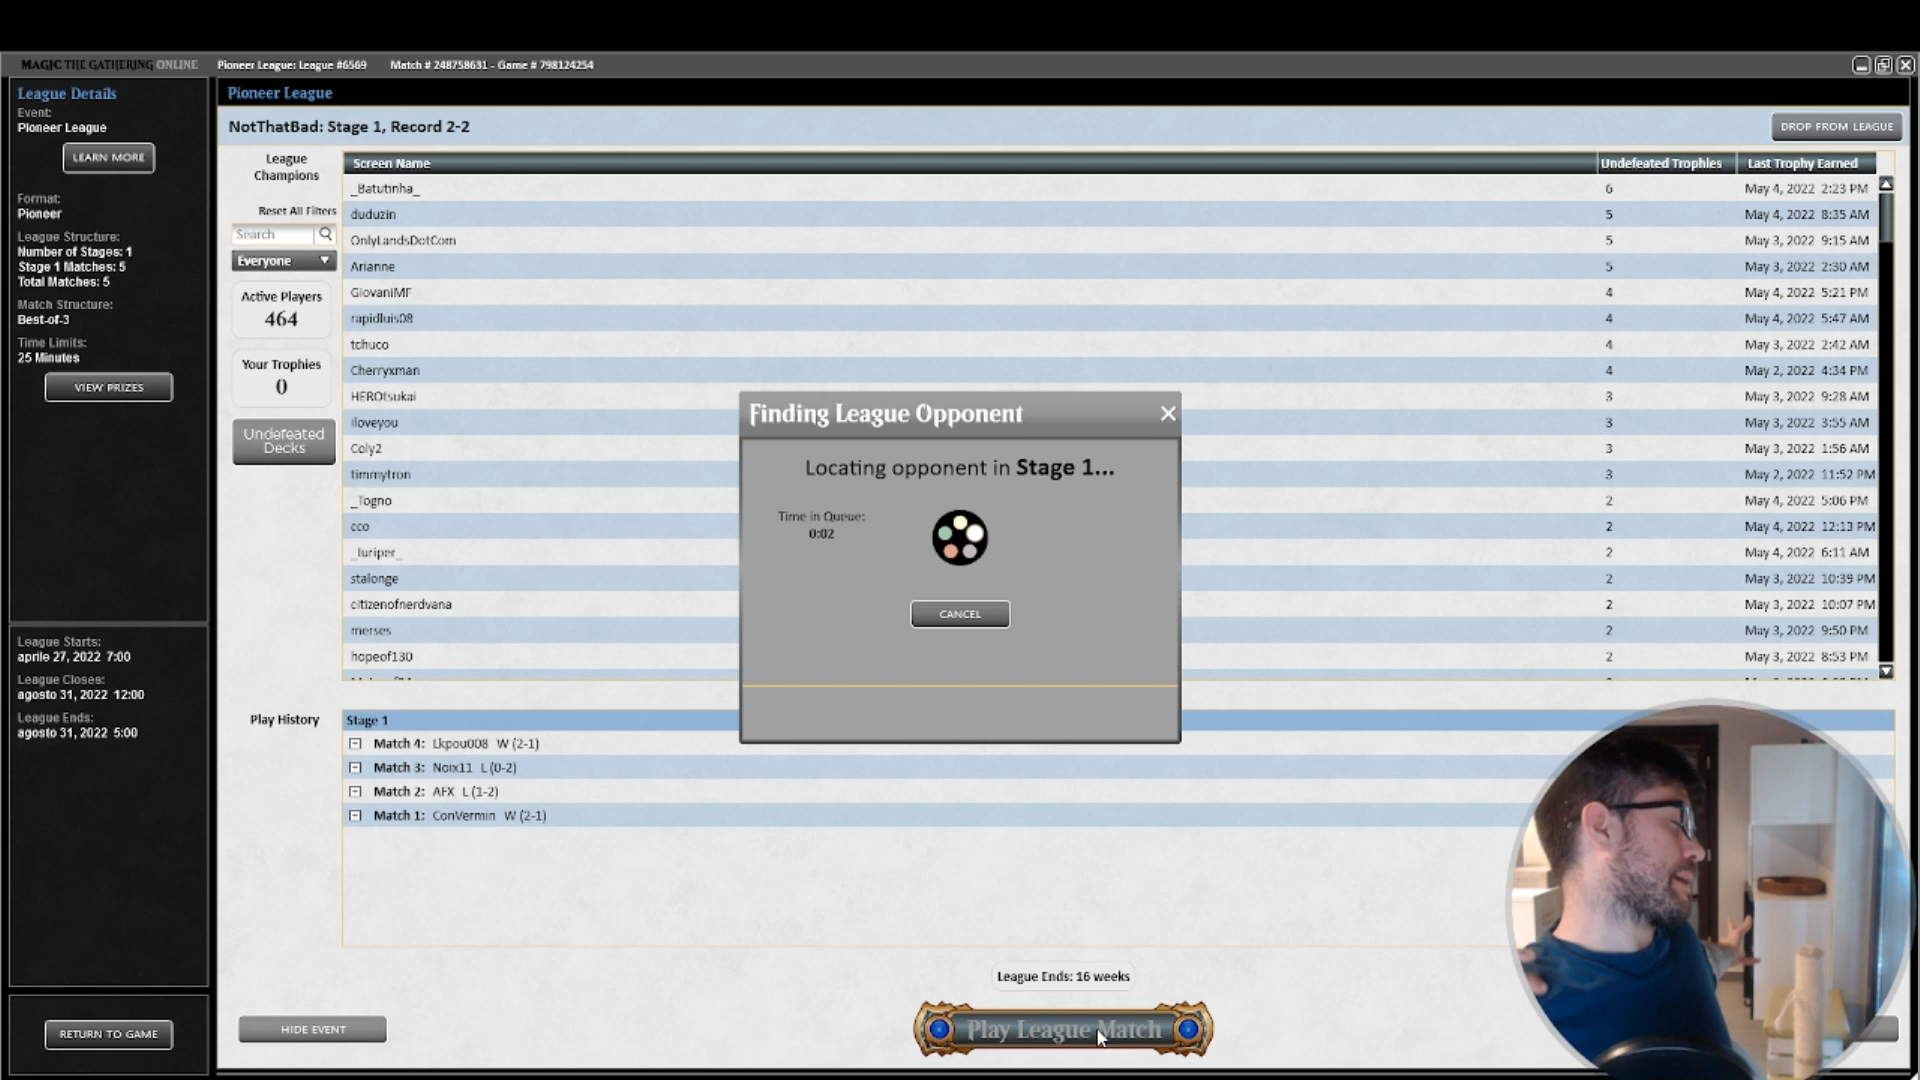 MAGIC THE GATHERING ONLINE
Pioneer League: League #6569
Match # 248758631 - Game # 798124254
League Details
Event:
Pioneer League
LEARN MORE
Format:
Pioneer
League Structure:
Number of Stages: 1
Stage 1 Matches: 5
Total Matches: 5
Match Structure:
Best-of-3
Time Limits:
25 Minutes
VIEW PRIZES
League Starts:
aprile 27, 2022 7:00
League Closes:
agosto 31, 2022 12:00
League Ends:
agosto 31, 2022 5:00
RETURN TO GAME
Pioneer League
NotThatBad: Stage 1, Record 2-2
DROP FROM LEAGUE
League
Champions
Reset All Filters
Search
Everyone
Active Players
464
Your Trophies
0
Undefeated
Decks
Screen Name Undefeated Trophies Last Trophy Earned
_Batutinha_ 6 May 4, 2022 2:23 PM
duduzin 5 May 4, 2022 8:35 AM
OnlyLandsDotCom 5 May 3, 2022 9:15 AM
Arianne 5 May 3, 2022 2:30 AM
GiovaniMF 4 May 4, 2022 5:21 PM
rapidluis08 4 May 4, 2022 5:47 AM
tchuco 4 May 3, 2022 2:42 AM
Cherryxman 4 May 2, 2022 4:34 PM
HEROtsukai 3 May 3, 2022 9:28 AM
iloveyou 3 May 3, 2022 3:55 AM
Coly2 3 May 3, 2022 1:56 AM
timmytron 3 May 2, 2022 11:52 PM
_Togno 2 May 4, 2022 5:06 PM
cco 2 May 4, 2022 12:13 PM
_luriper_ 2 May 4, 2022 6:11 AM
stalonge 2 May 3, 2022 10:39 PM
citizenofnerdvana 2 May 3, 2022 10:07 PM
merses 2 May 3, 2022 9:50 PM
hopeof130 2 May 3, 2022 8:53 PM
Finding League Opponent
Locating opponent in Stage 1...
Time in Queue:
0:02
CANCEL
Play History
Stage 1
Match 4: Lkpou008 W (2-1)
Match 3: Noix11 L (0-2)
Match 2: AFX L (1-2)
Match 1: ConVermin W (2-1)
League Ends: 16 weeks
HIDE EVENT
Play League Match